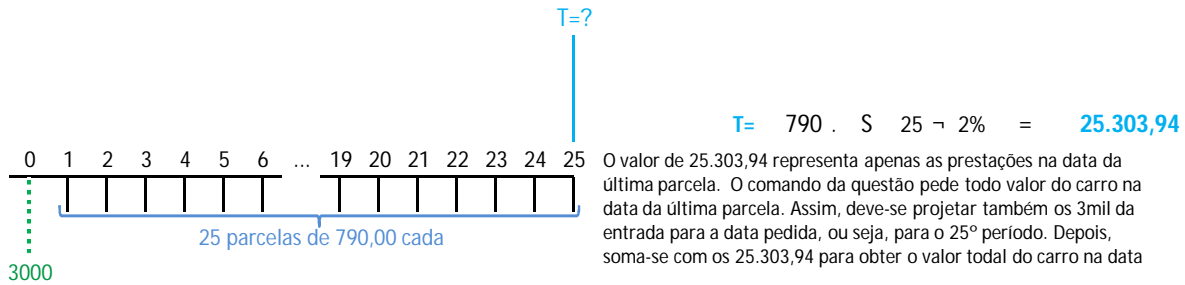 T=?
T= 790 . S 25 ¬ 2% = 25.303,94
0 1 2 3 4 5 6 ... 19 20 21 22 23 24 25
O valor de 25.303,94 representa apenas as prestações na data da
última parcela. O comando da questão pede todo valor do carro na
data da última parcela. Assim, deve-se projetar também os 3mil da
entrada para a data pedida, ou seja, para o 25º período. Depois,
soma-se com os 25.303,94 para obter o valor todal do carro na data
25 parcelas de 790,00 cada
3000